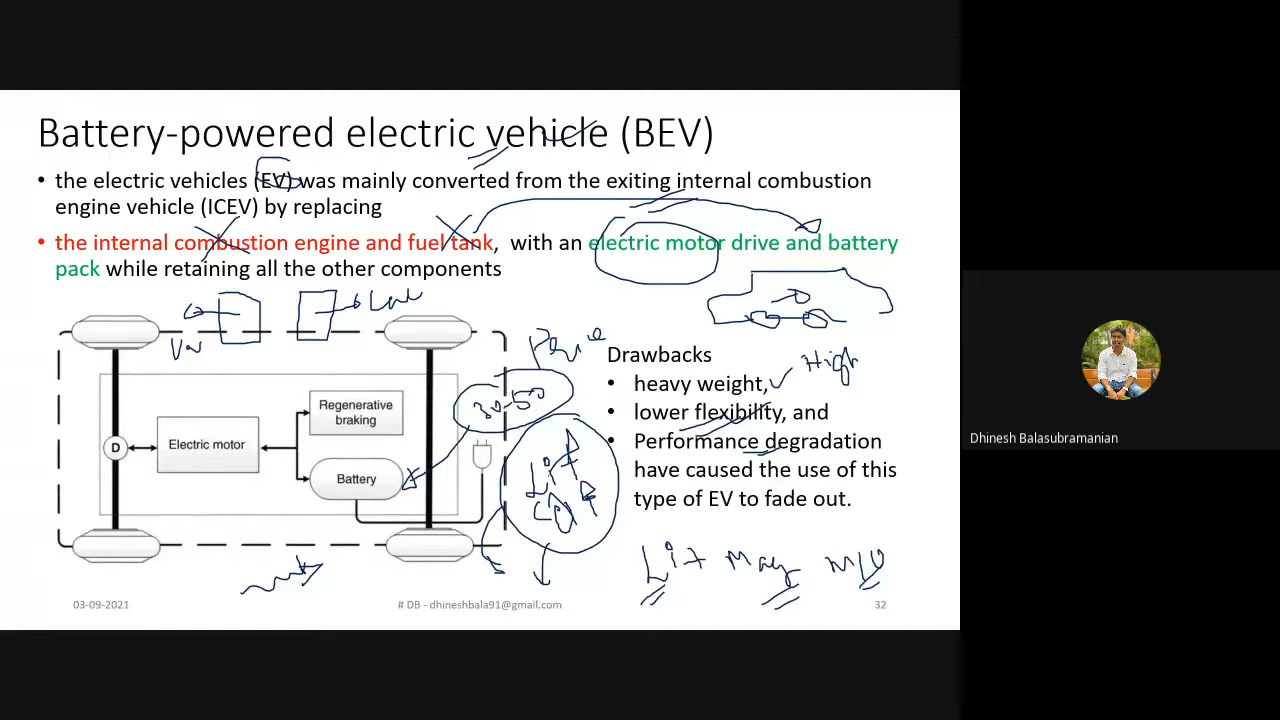 Battery-powered electric vehicle (BEV)
• the electric vehicles (EV) was mainly converted from the exiting internal combustion
engine vehicle (ICEV) by replacing
• the internal combustion engine and fuel tank, with an electric motor drive and battery
pack while retaining all the other components
Drawbacks
• heavy weight,
High
• lower flexibility, and
• Performance degradation
have caused the use of this
type of EV to fade out.
30-50
Regenerative
braking
D
Electric motor
Battery
Dhinesh Balasubramanian
03-09-2021
# DB - dhineshbala91@gmail.com
32